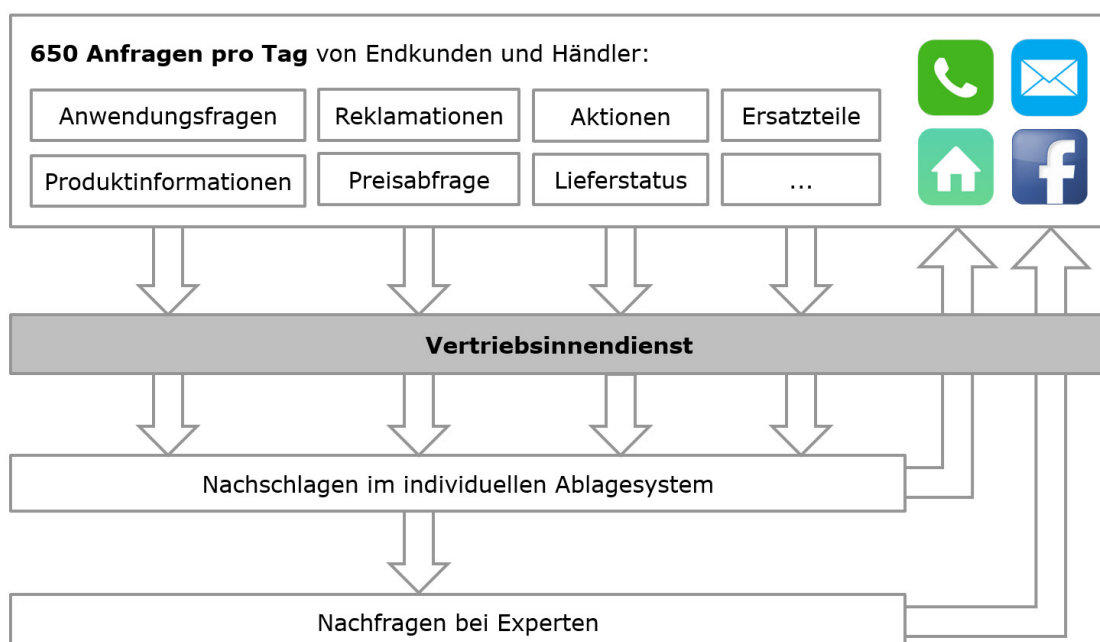 650 Anfragen pro Tag von Endkunden und Händler:
Anwendungsfragen
Reklamationen
Aktionen
Ersatzteile
Produktinformationen
Preisabfrage
Lieferstatus
...
Vertriebsinnendienst
Nachschlagen im individuellen Ablagesystem
Nachfragen bei Experten